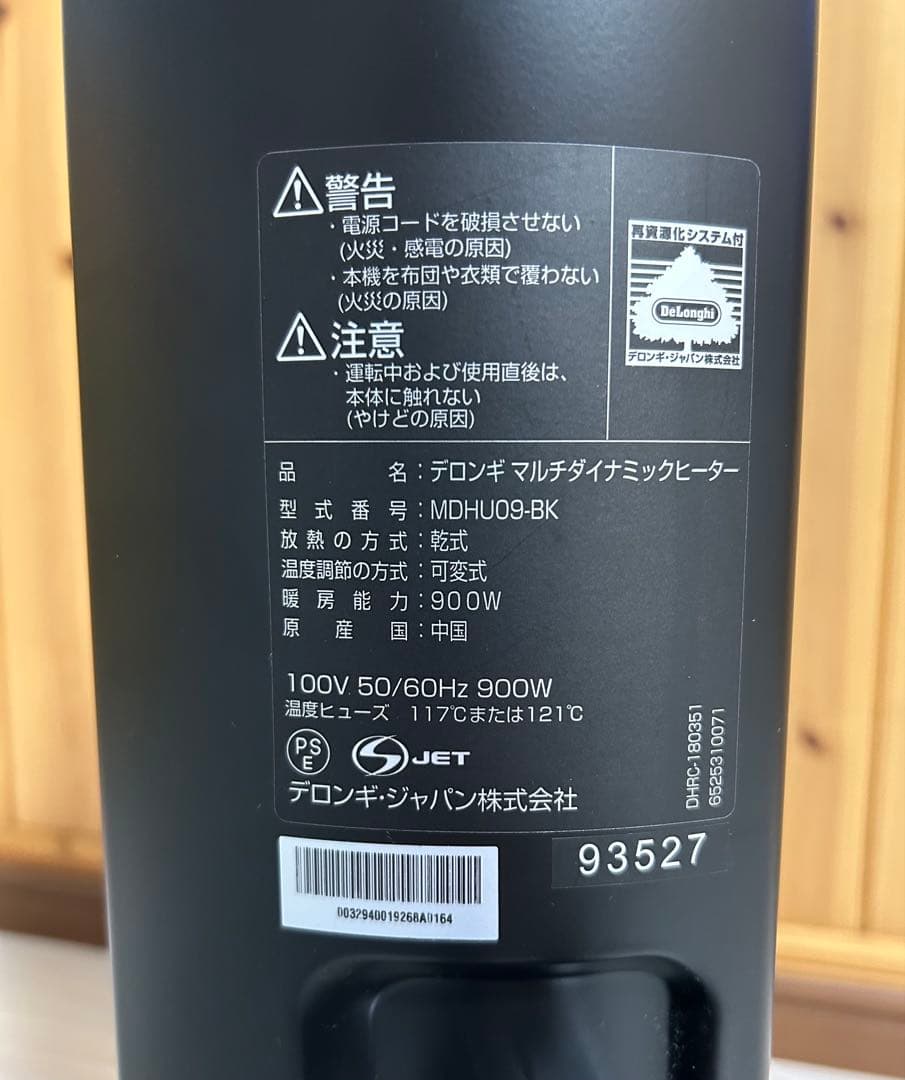 警告
・電源コードを破損させない
(火災・感電の原因)
・本機を布団や衣類で覆わない
(火災の原因)
注意
・運転中および使用直後は、
本体に触れない
(やけどの原因)
再資源化システム付
DeLonghi
デロンギ・ジャパン株式会社
品名：デロンギ マルチダイナミックヒーター
型式番号：MDHU09-BK
放熱の方式：乾式
温度調節の方式：可変式
暖房能力：900W
原産国：中国
100V 50/60Hz 900W
温度ヒューズ 117℃または121℃
PS
E
S JET
デロンギ・ジャパン株式会社
DHRC-180351
6525310071
93527
D032940019268A0164